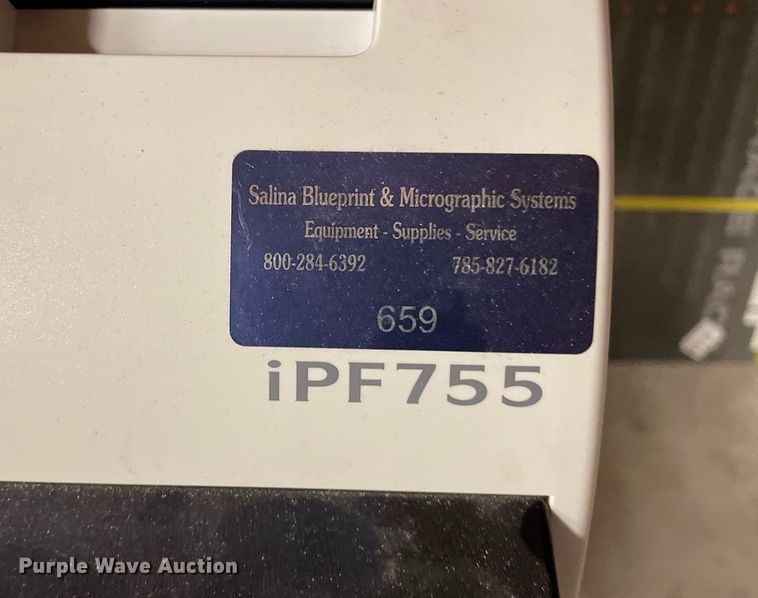 Salina Blueprint & Micrographic Systems
Equipment - Supplies - Service
800-284-6392 785-827-6182
659
iPF755
Purple Wave Auction